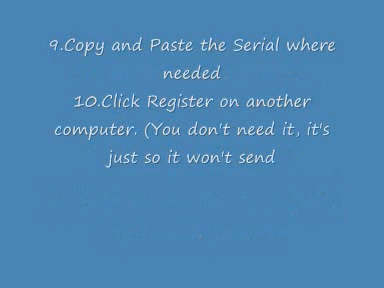 9.Copy and Paste the Serial where
needed
10.Click Register on another
computer. (You don't need it, it's
just so it won't send